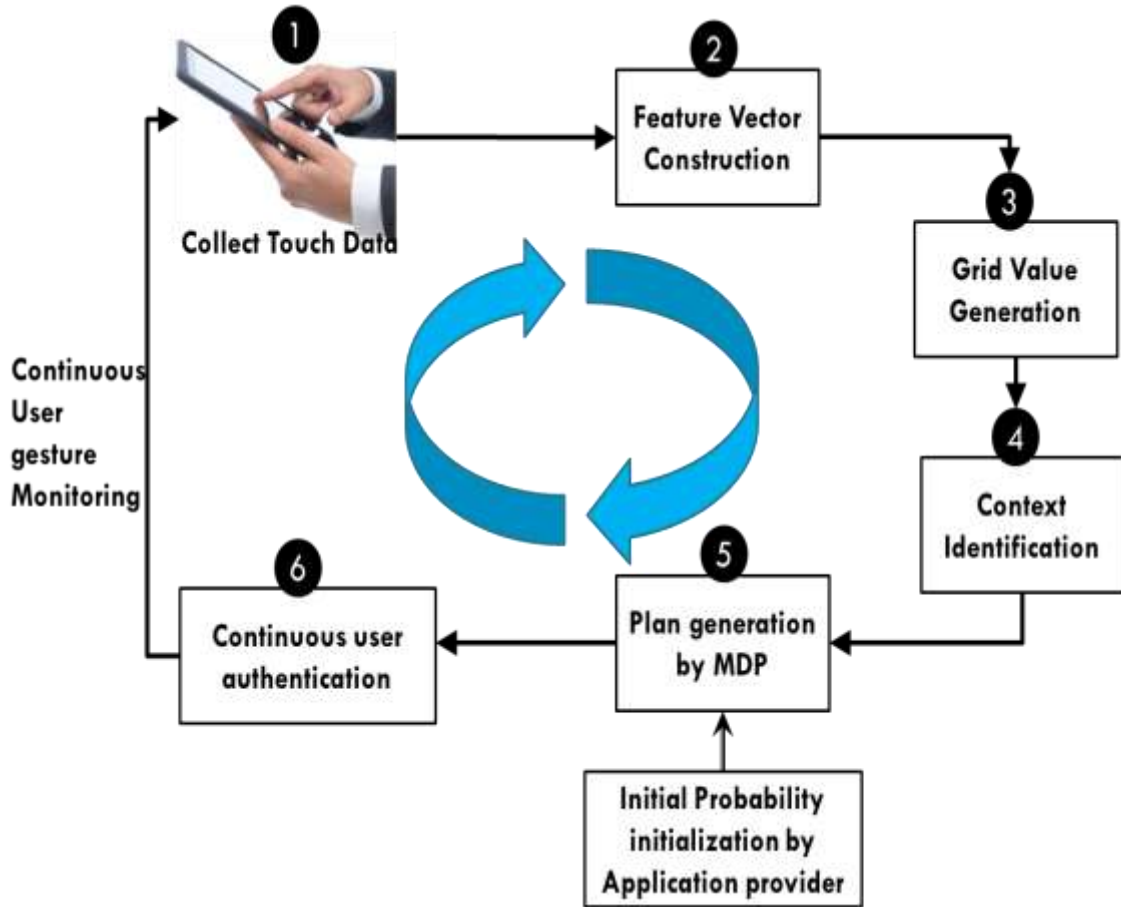 1
Collect Touch Data
2
Feature Vector
Construction
3
Grid Value
Generation
4
Context
Identification
5
Plan generation
by MDP
Initial Probability
initialization by
Application provider
6
Continuous user
authentication
Continuous
User
gesture
Monitoring